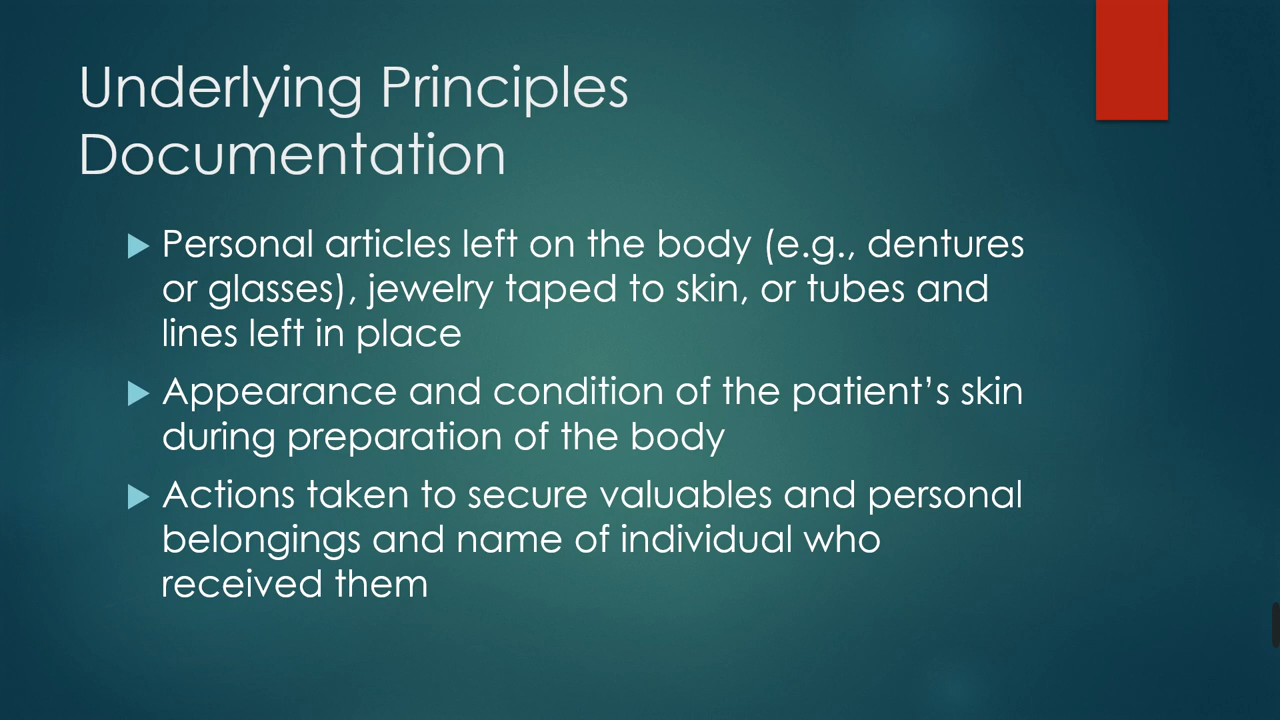 Underlying Principles
Documentation
Personal articles left on the body (e.g., dentures
or glasses), jewelry taped to skin, or tubes and
lines left in place
Appearance and condition of the patient’s skin
during preparation of the body
Actions taken to secure valuables and personal
belongings and name of individual who
received them